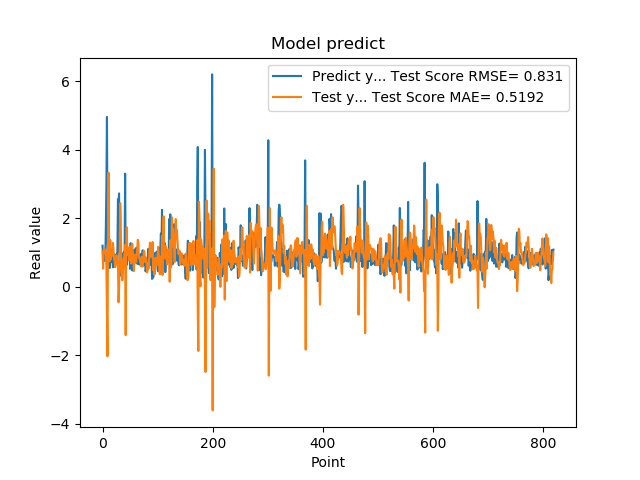 Model predict
Predict y... Test Score RMSE= 0.831
Test y... Test Score MAE= 0.5192
Real value
6
4
2
0
−2
−4
0 200 400 600 800
Point